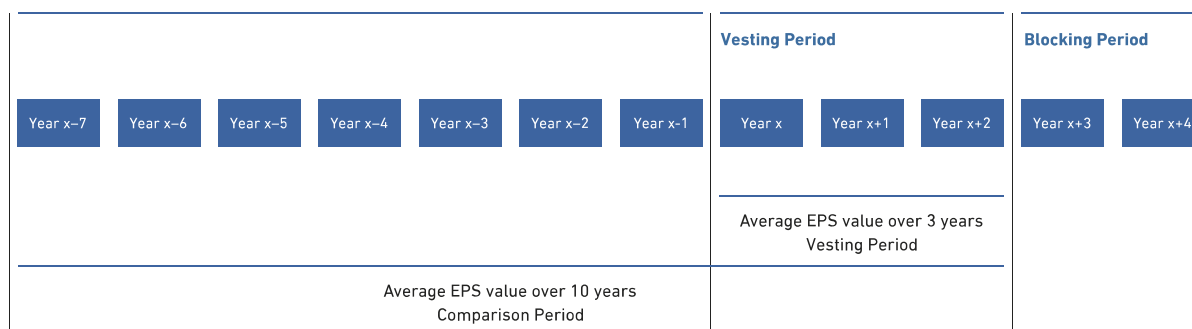 Vesting Period
Blocking Period
Year x–7
Year x–6
Year x–5
Year x–4
Year x–3
Year x–2
Year x-1
Year x
Year x+1
Year x+2
Year x+3
Year x+4
Average EPS value over 3 years
Vesting Period
Average EPS value over 10 years
Comparison Period